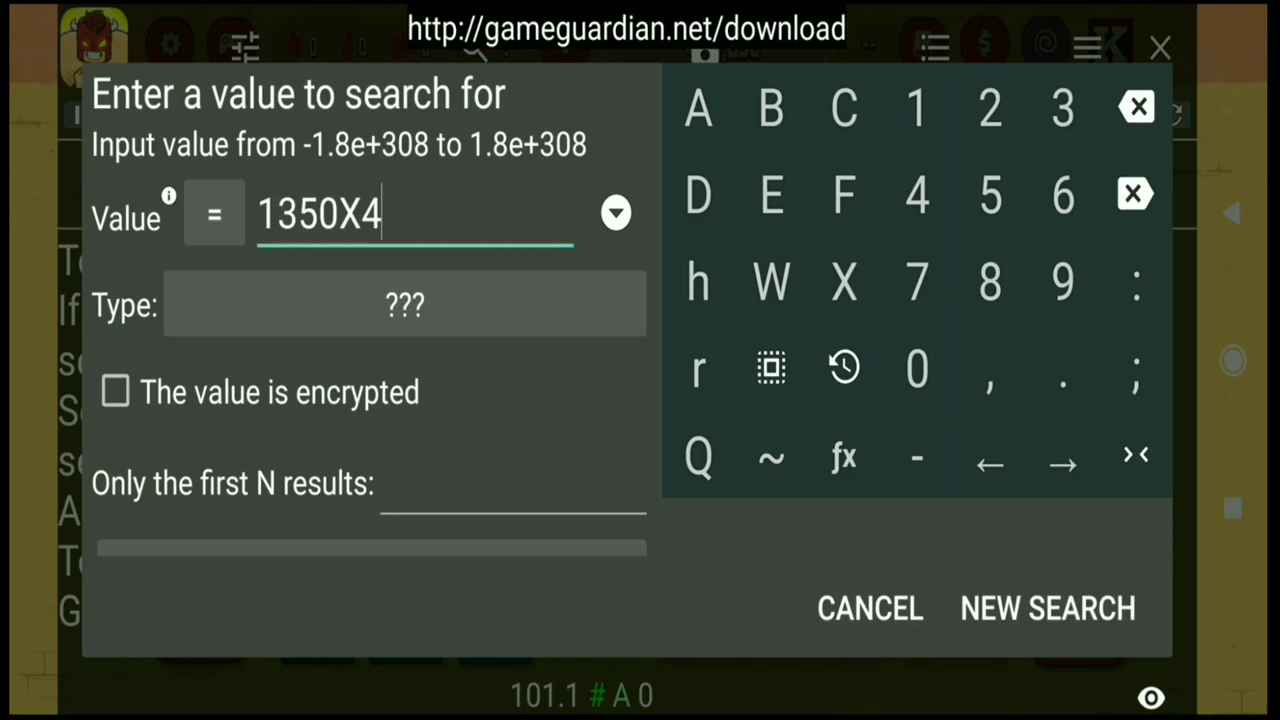 http://gameguardian.net/download
Enter a value to search for
Input value from -1.8e+308 to 1.8e+308
Value i = 1350X4
Type: ???
The value is encrypted
Only the first N results:
A B C 1 2 3
D E F 4 5 6
h W X 7 8 9 :
r 0 , . ;
Q ~ ƒx - ← → ><
CANCEL NEW SEARCH
101.1 # A 0